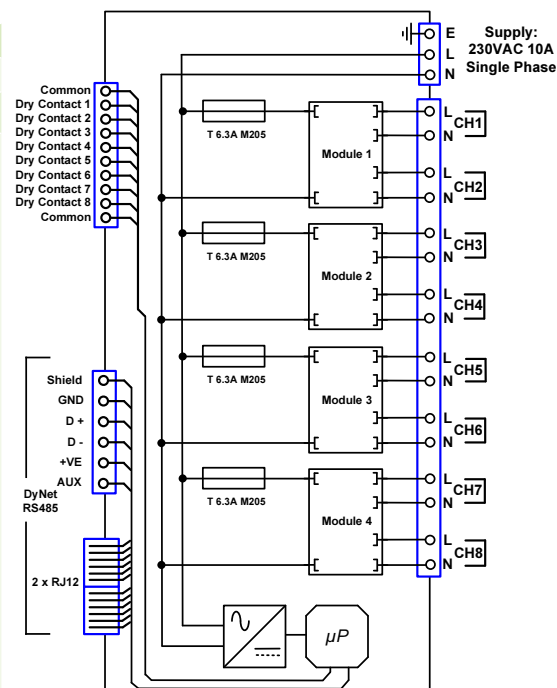 E
L
N
Supply:
230VAC 10A
Single Phase
Common
Dry Contact 1
Dry Contact 2
Dry Contact 3
Dry Contact 4
Dry Contact 5
Dry Contact 6
Dry Contact 7
Dry Contact 8
Common
T 6.3A M205
Module 1
L
N
CH1
L
N
CH2
T 6.3A M205
Module 2
L
N
CH3
L
N
CH4
T 6.3A M205
Module 3
L
N
CH5
L
N
CH6
T 6.3A M205
Module 4
L
N
CH7
L
N
CH8
Shield
GND
D +
D -
+VE
AUX
DyNet
RS485
2 x RJ12
µP